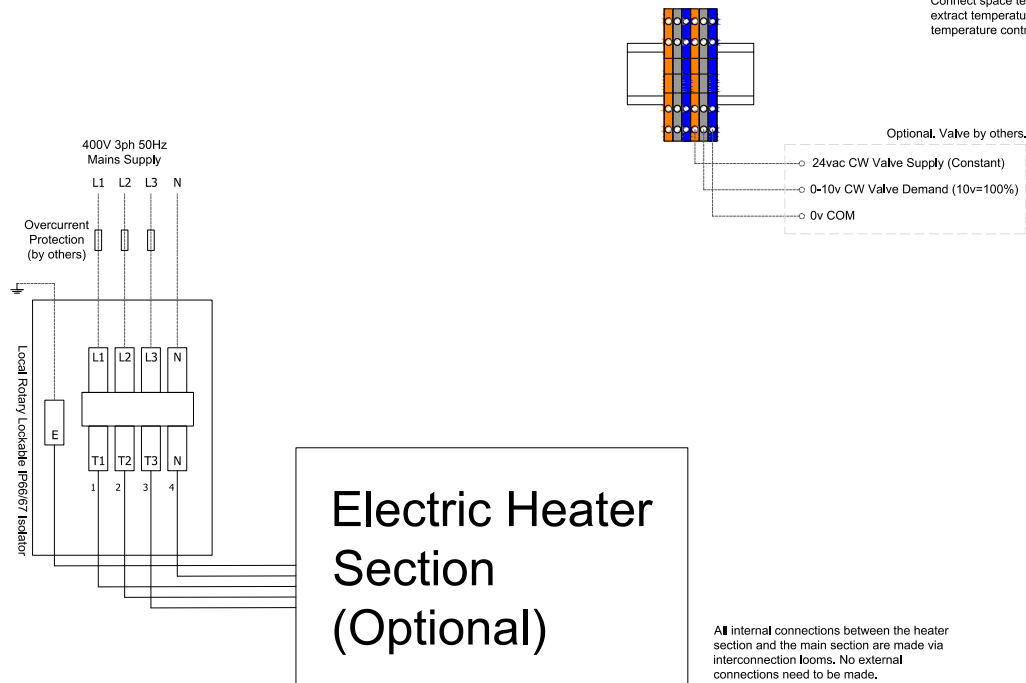 Connect space te
extract temperatu
temperature contr
Optional. Valve by others.
24vac CW Valve Supply (Constant)
0-10v CW Valve Demand (10v=100%)
0v COM
400V 3ph 50Hz
Mains Supply
L1 L2 L3 N
Overcurrent
Protection
(by others)
Local Rotary Lockable IP66/67 Isolator
L1 L2 L3 N
E
T1 T2 T3 N
1 2 3 4
Electric Heater
Section
(Optional)
All internal connections between the heater
section and the main section are made via
interconnection looms. No external
connections need to be made.